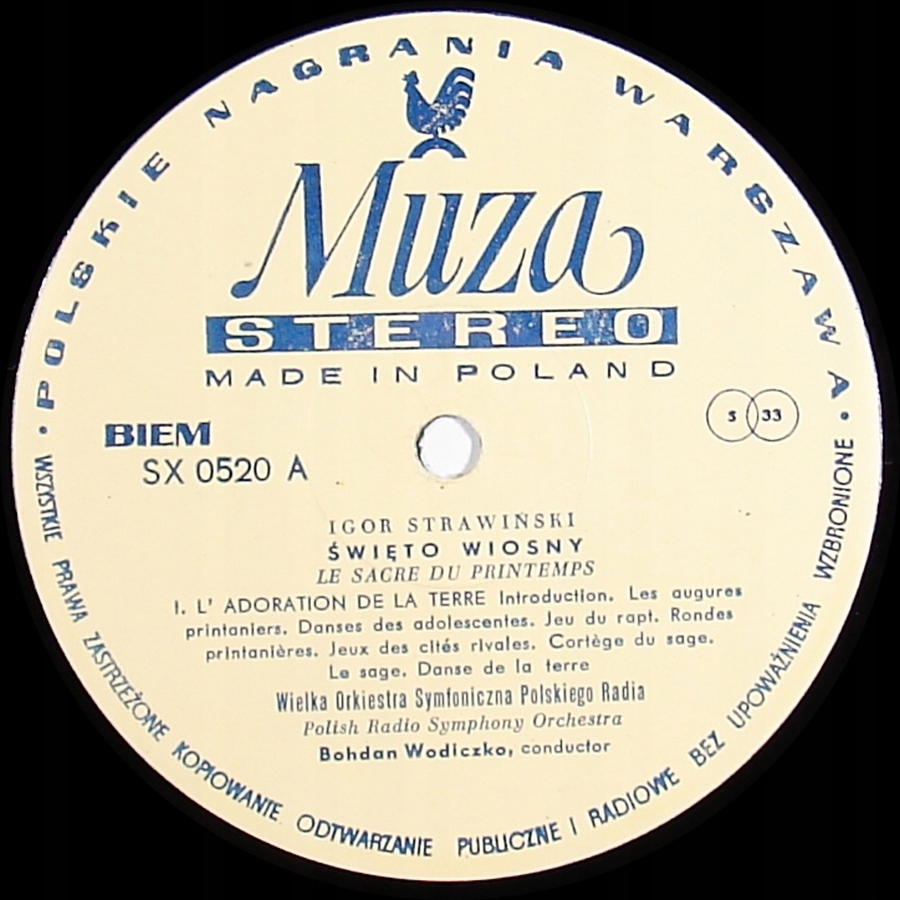 • POLSKIE NAGRANIA WARSZAWA •
Muza
STEREO
MADE IN POLAND
BIEM
SX 0520 A
S 33
IGOR STRAWIŃSKI
ŚWIĘTO WIOSNY
LE SACRE DU PRINTEMPS
I. L' ADORATION DE LA TERRE Introduction. Les augures
printaniers. Danses des adolescentes. Jeu du rapt. Rondes
printanières. Jeux des cités rivales. Cortège du sage.
Le sage. Danse de la terre
Wielka Orkiestra Symfoniczna Polskiego Radia
Polish Radio Symphony Orchestra
Bohdan Wodiczko, conductor
WSZYSTKIE PRAWA ZASTRZEŻONE KOPIOWANIE ODTWARZANIE PUBLICZNE I RADIOWE BEZ UPOWAŻNIENIA WZBRONIONE